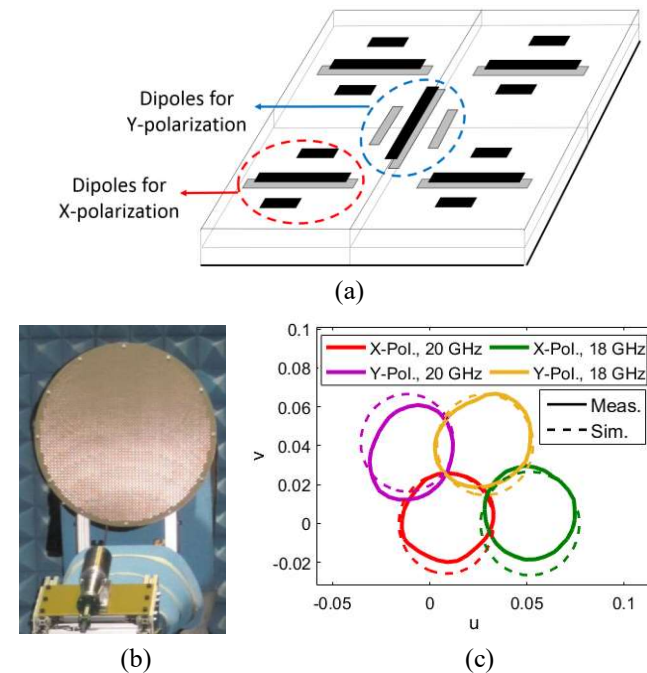 Dipoles for
Y-polarization
Dipoles for
X-polarization
(a)
0.1
0.08
0.06
0.04
0.02
0
-0.02
v
X-Pol., 20 GHz
X-Pol., 18 GHz
Y-Pol., 20 GHz
Y-Pol., 18 GHz
Meas.
Sim.
-0.05
0
0.05
0.1
u
(b)
(c)